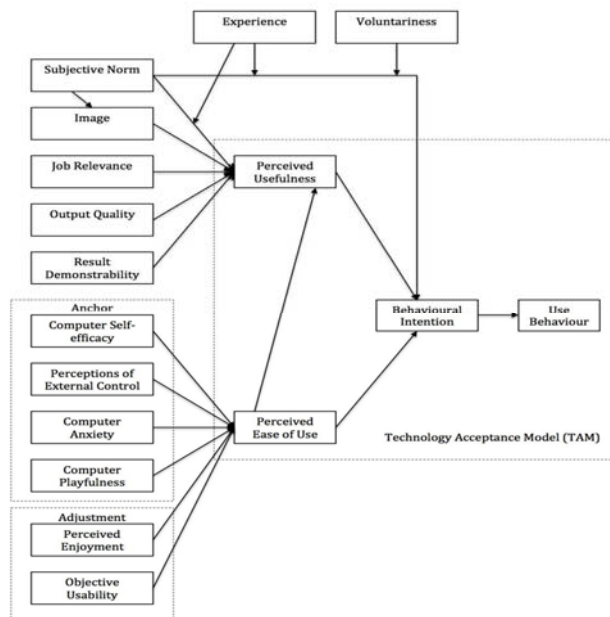 Experience
Voluntariness
Subjective Norm
Image
Job Relevance
Output Quality
Result
Demonstrability
Perceived
Usefulness
Anchor
Computer Self-
efficacy
Perceptions of
External Control
Computer
Anxiety
Computer
Playfulness
Perceived
Ease of Use
Behavioural
Intention
Use
Behaviour
Technology Acceptance Model (TAM)
Adjustment
Perceived
Enjoyment
Objective
Usability